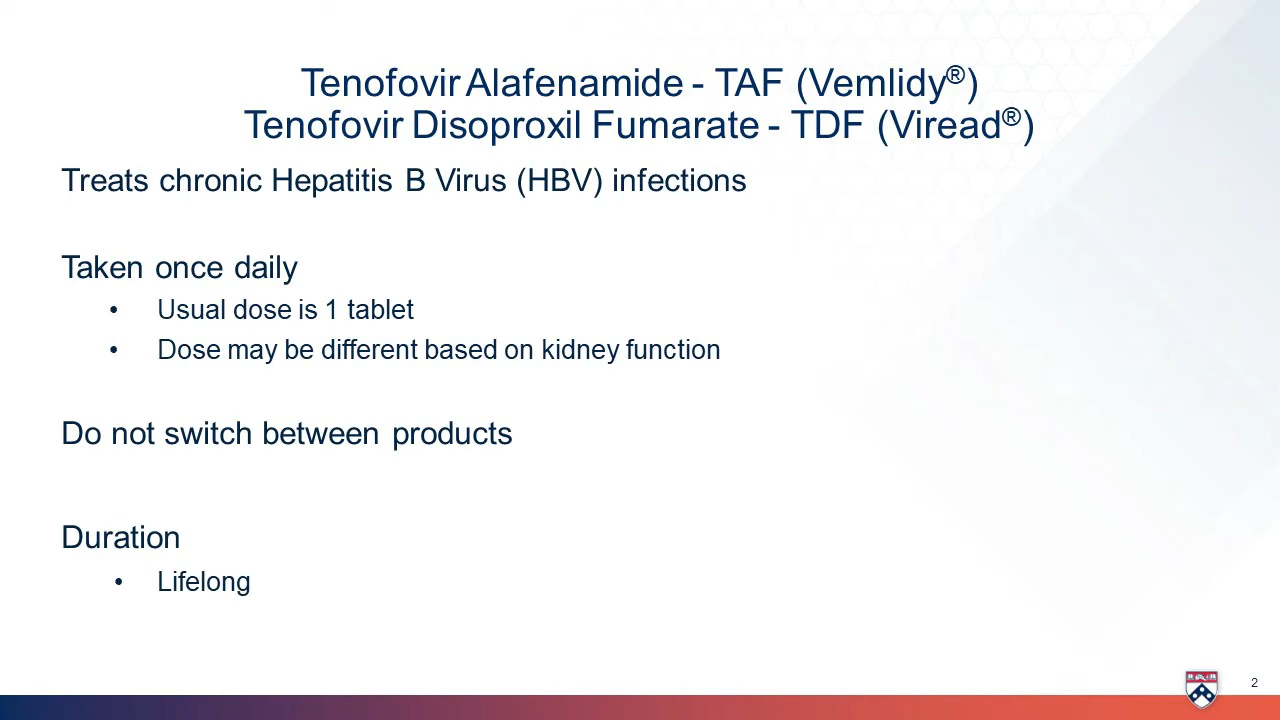 Tenofovir Alafenamide - TAF (Vemlidy®)
Tenofovir Disoproxil Fumarate - TDF (Viread®)
Treats chronic Hepatitis B Virus (HBV) infections
Taken once daily
• Usual dose is 1 tablet
• Dose may be different based on kidney function
Do not switch between products
Duration
• Lifelong
2